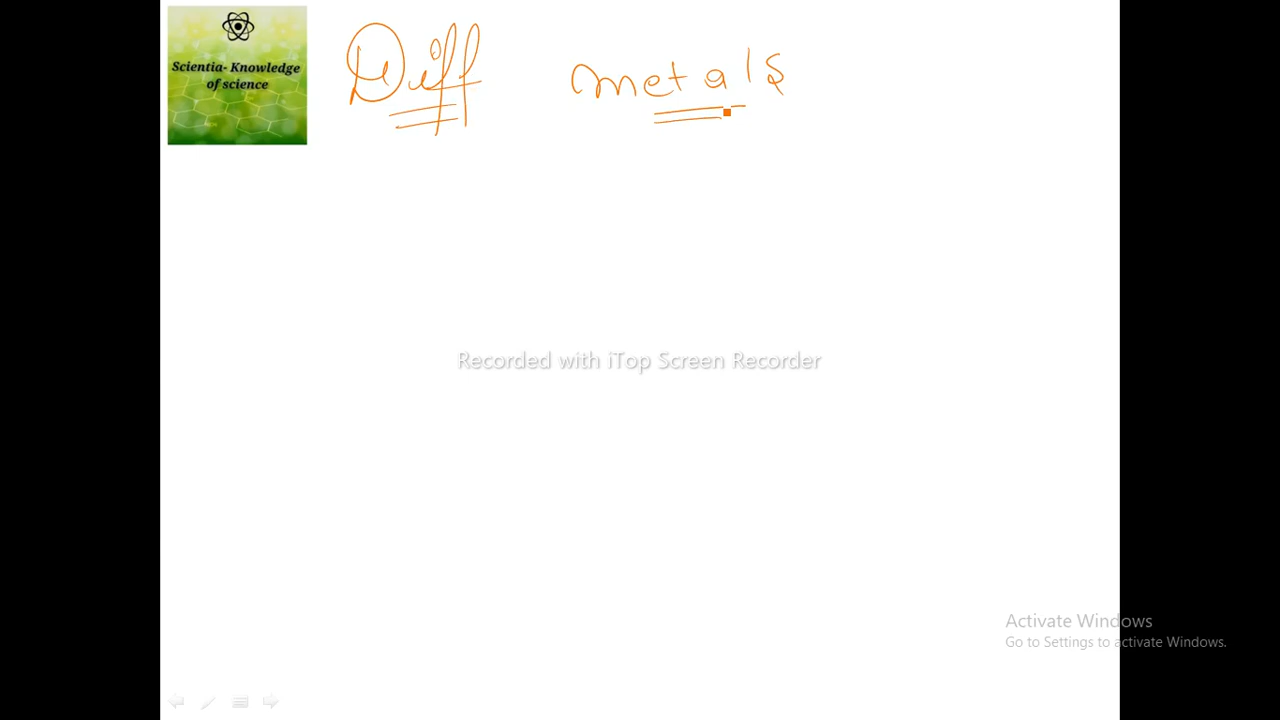 Scientia- Knowledge
of science
Diff metals
Recorded with iTop Screen Recorder
Activate Windows
Go to Settings to activate Windows.